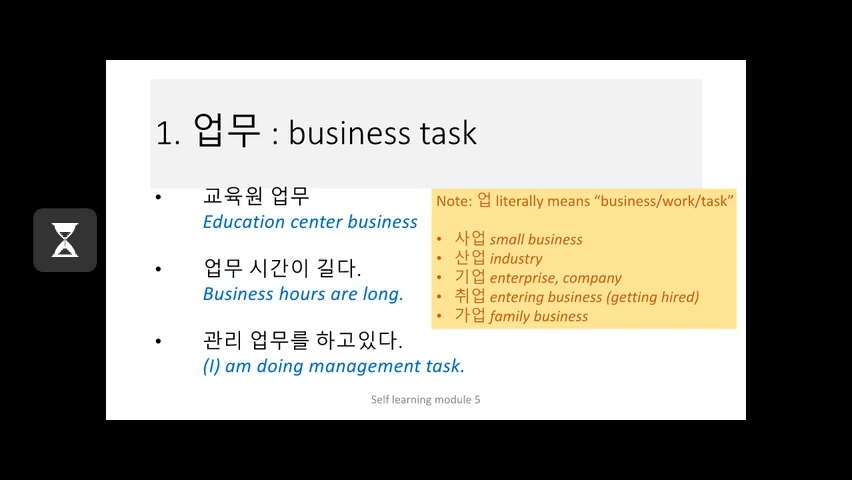 1. 업무 : business task
• 교육원 업무
Education center business
• 업무 시간이 길다.
Business hours are long.
• 관리 업무를 하고있다.
(I) am doing management task.
Note: 업 literally means “business/work/task”
• 사업 small business
• 산업 industry
• 기업 enterprise, company
• 취업 entering business (getting hired)
• 가업 family business
Self learning module 5